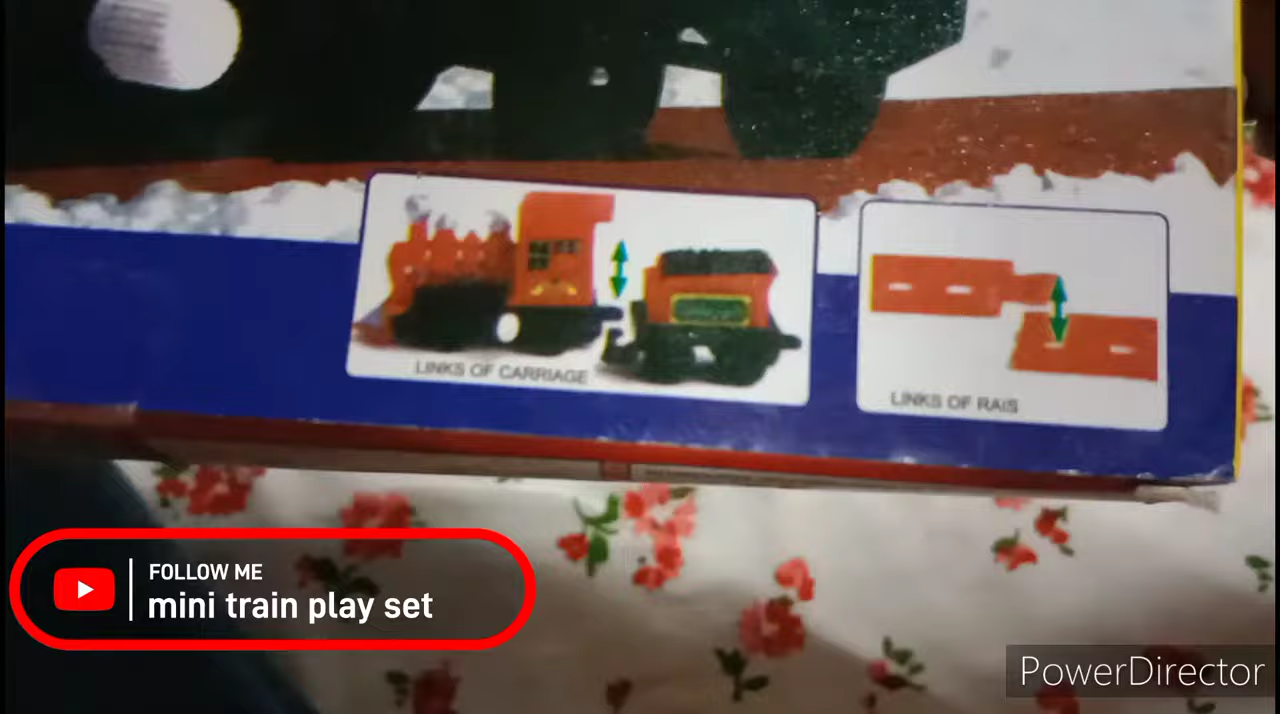 LINKS OF CARRIAGE
LINKS OF RAIS
FOLLOW ME
mini train play set
PowerDirector